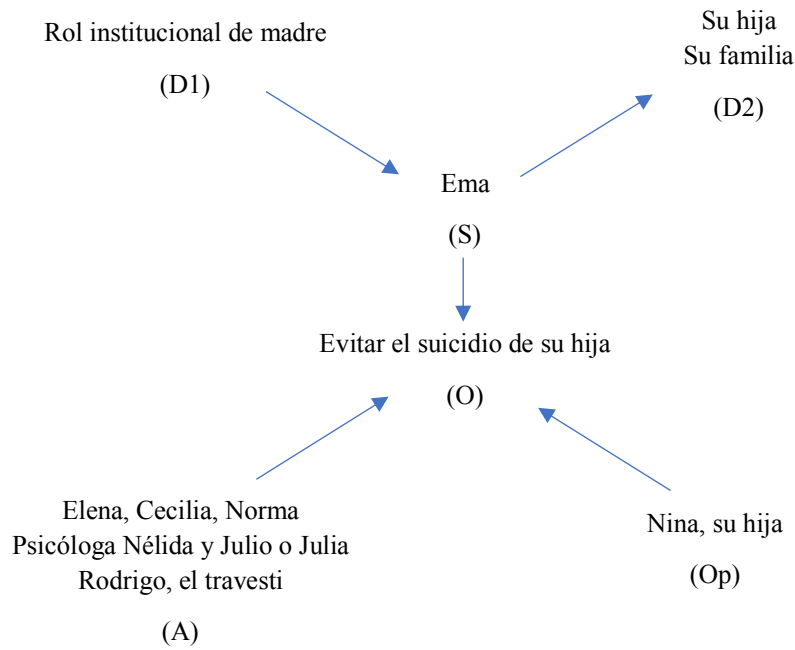 Rol institucional de madre
(D1)
Su hija
Su familia
(D2)
Ema
(S)
Evitar el suicidio de su hija
(O)
Elena, Cecilia, Norma
Psicóloga Nélida y Julio o Julia
Rodrigo, el travesti
(A)
Nina, su hija
(Op)